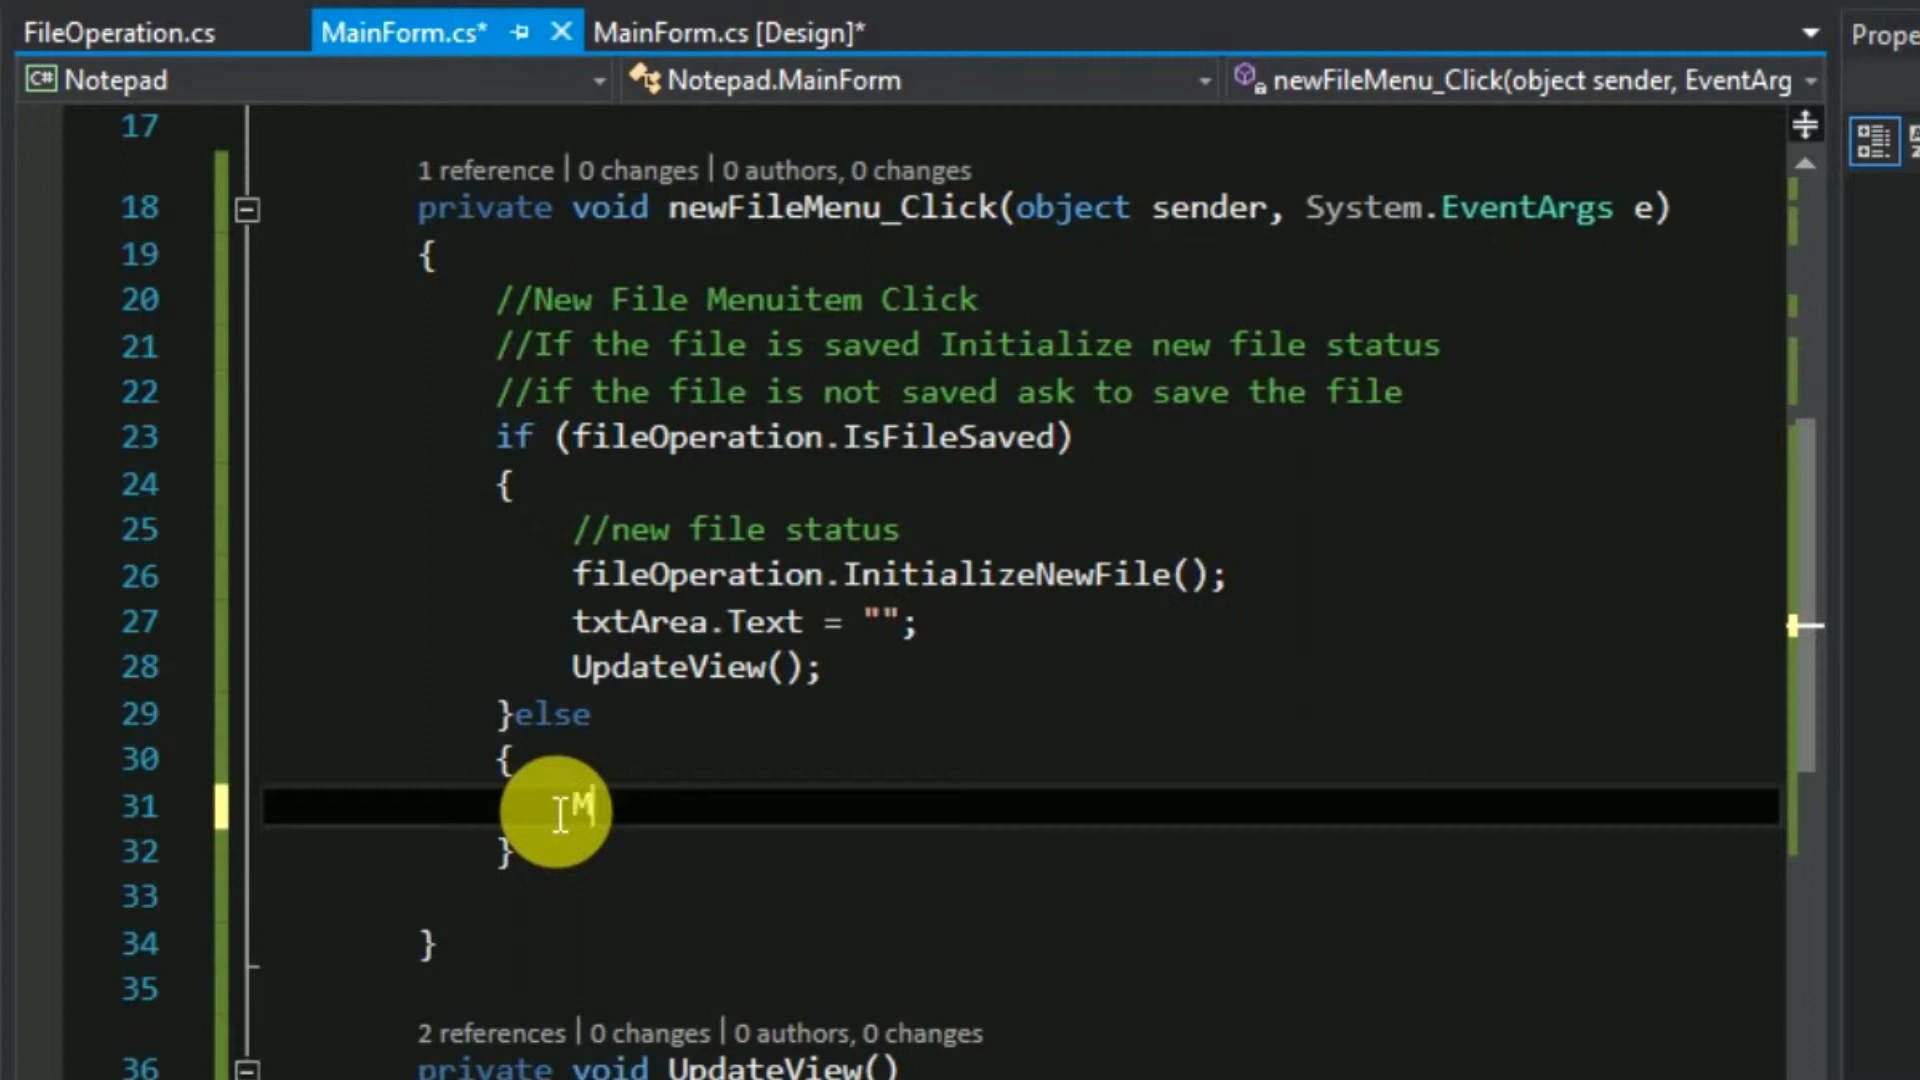 FileOperation.cs MainForm.cs* MainForm.cs [Design]* Prope
C# Notepad Notepad.MainForm newFileMenu_Click(object sender, EventArg
17
1 reference | 0 changes | 0 authors, 0 changes
18 private void newFileMenu_Click(object sender, System.EventArgs e)
19 {
20 //New File Menuitem Click
21 //If the file is saved Initialize new file status
22 //if the file is not saved ask to save the file
23 if (fileOperation.IsFileSaved)
24 {
25 //new file status
26 fileOperation.InitializeNewFile();
27 txtArea.Text = "";
28 UpdateView();
29 }else
30 {
31 M
32 }
33
34 }
35
2 references | 0 changes | 0 authors, 0 changes
36 private void UpdateView()